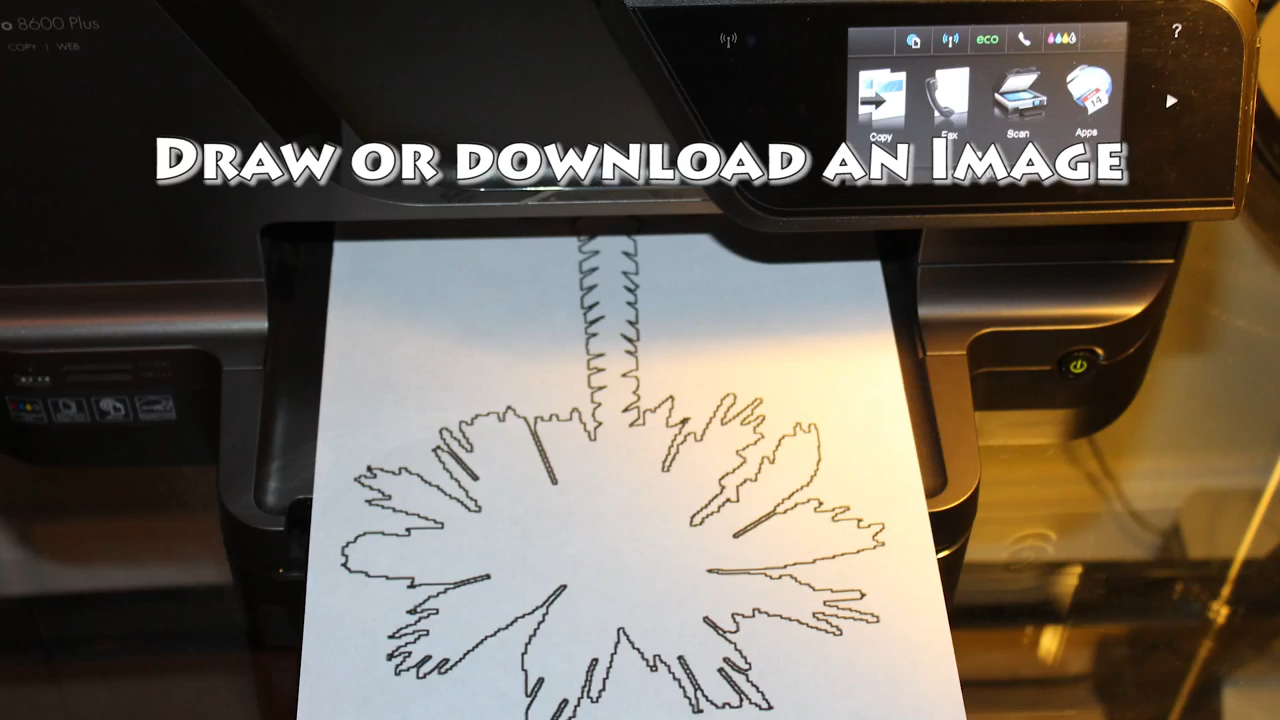 o 8600 Plus
COPY | WEB
eco
?
14
Copy
Fax
Scan
Apps
DRAW OR DOWNLOAD AN IMAGE